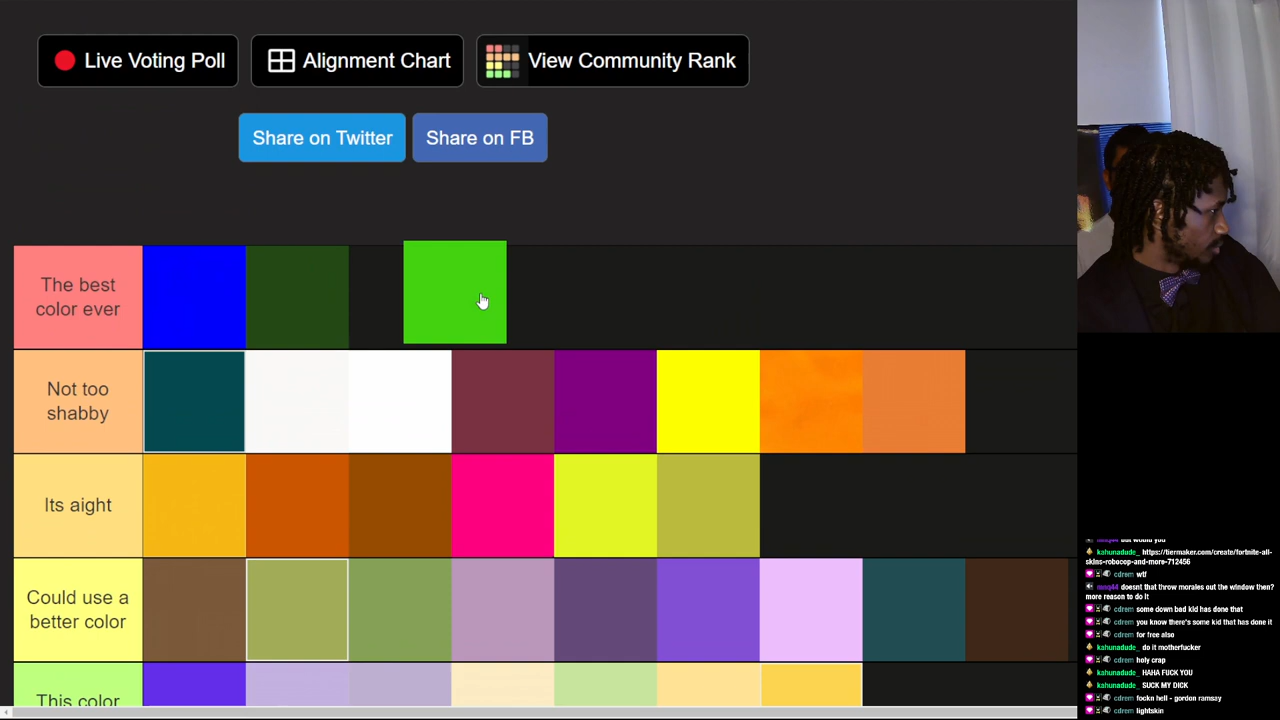 Live Voting Poll
Alignment Chart
View Community Rank
Share on Twitter
Share on FB
The best
color ever
Not too
shabby
Its aight
Could use a
better color
This color
kahunadude_ https://tiermaker.com/create/fortnite-all-
skins-robocop-and-more-712456
cdrem wtf
doesnt that throw morales out the window then?
more reason to do it
cdrem some down bad kid has done that
cdrem you know there's some kid that has done it
cdrem for free also
kahunadude_ do it motherfucker
cdrem holy crap
kahunadude_ HAHA FUCK YOU
kahunadude_ SUCK MY DICK
cdrem fockn hell - gordon ramsay
cdrem lightskin